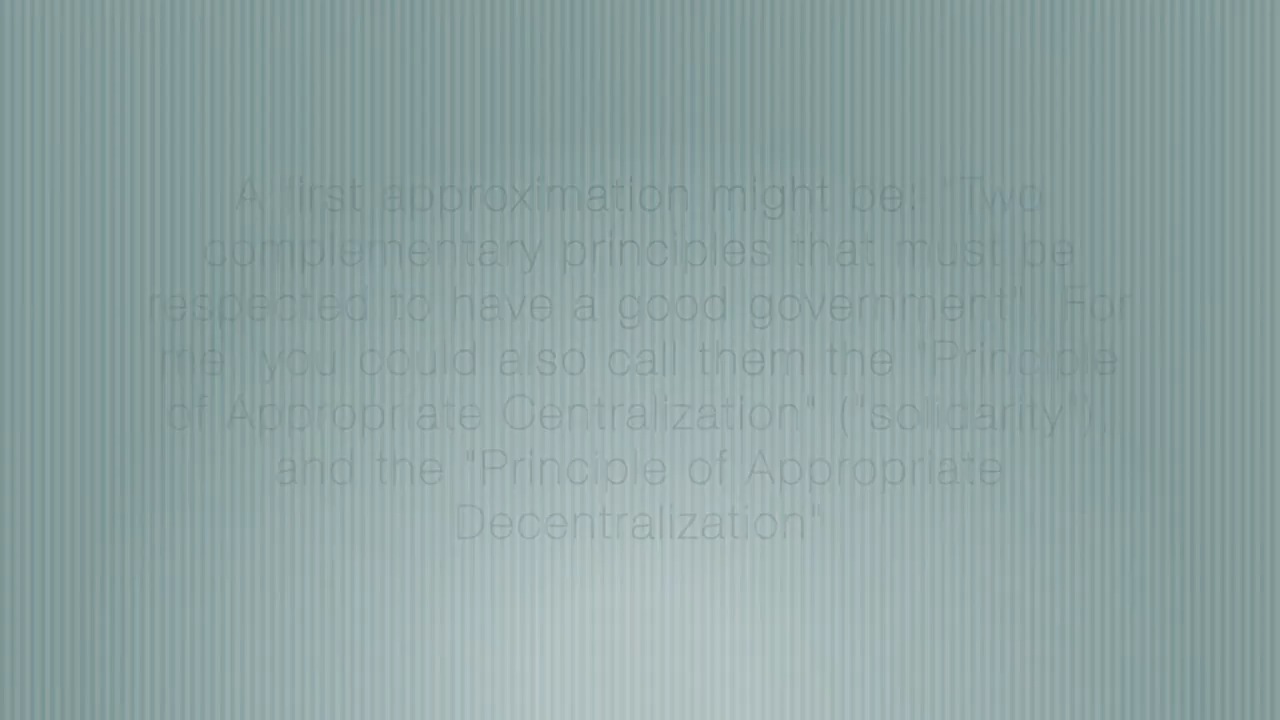 A first approximation might be: "Two
complementary principles that must be
respected to have a good government". For
me, you could also call them the "Principle
of Appropriate Centralization" ("solidarity"),
and the "Principle of Appropriate
Decentralization"